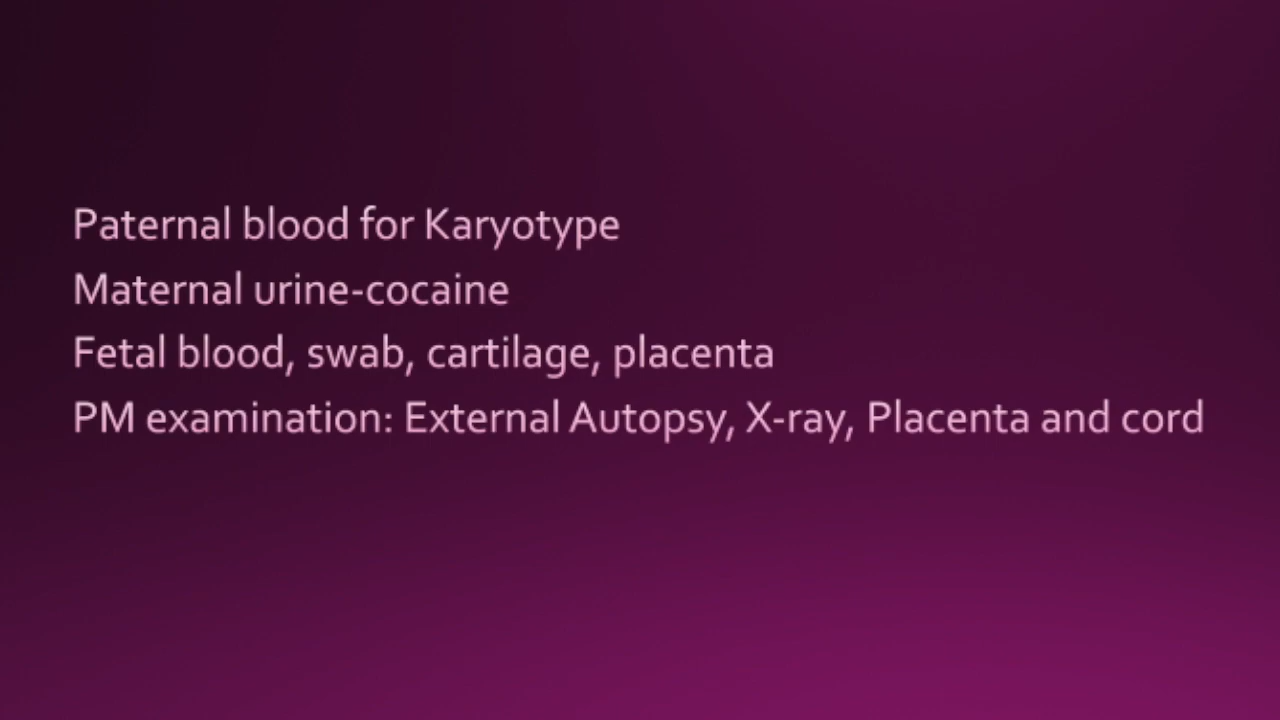 Paternal blood for Karyotype
Maternal urine-cocaine
Fetal blood, swab, cartilage, placenta
PM examination: External Autopsy, X-ray, Placenta and cord